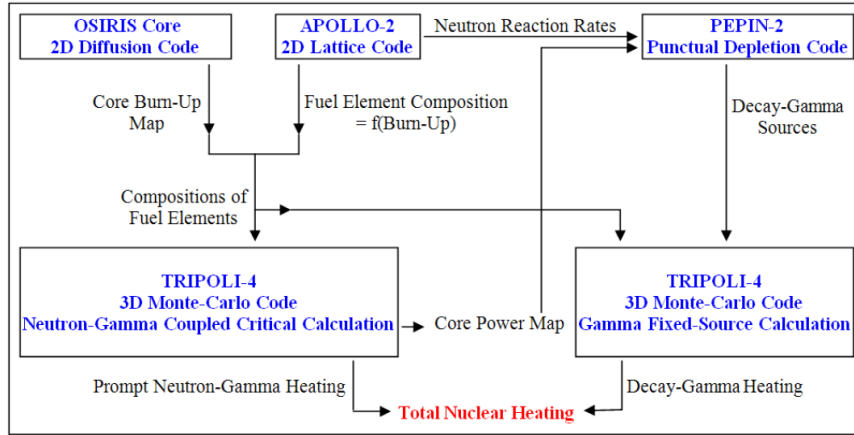 OSIRIS Core
2D Diffusion Code
APOLLO-2
2D Lattice Code
Neutron Reaction Rates
PEPIN-2
Punctual Depletion Code
Core Burn-Up
Map
Fuel Element Composition
= f(Burn-Up)
Decay-Gamma
Sources
Compositions of
Fuel Elements
TRIPOLI-4
3D Monte-Carlo Code
Neutron-Gamma Coupled Critical Calculation
Core Power Map
TRIPOLI-4
3D Monte-Carlo Code
Gamma Fixed-Source Calculation
Prompt Neutron-Gamma Heating
Decay-Gamma Heating
Total Nuclear Heating